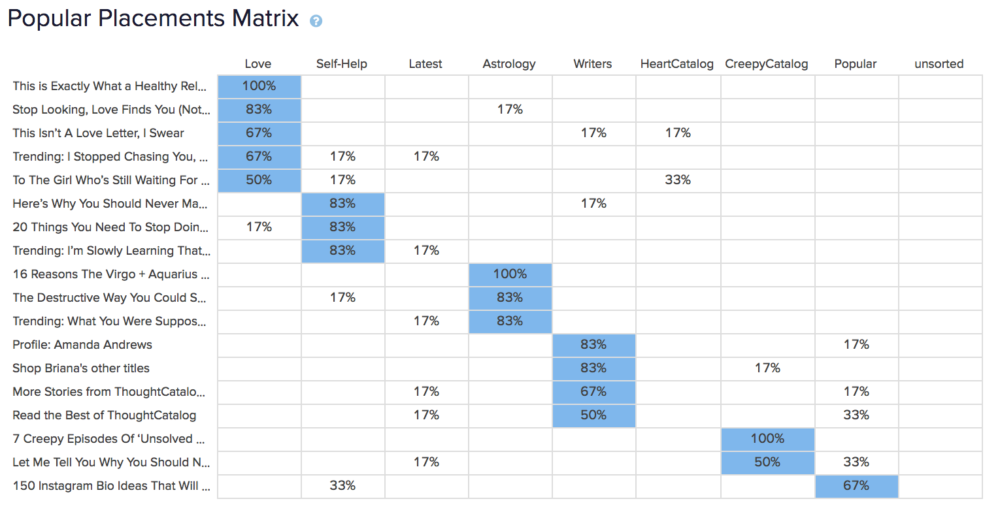 Popular Placements Matrix ?
Love Self-Help Latest Astrology Writers HeartCatalog CreepyCatalog Popular unsorted
This is Exactly What a Healthy Rel... 100%
Stop Looking, Love Finds You (Not... 83% 17%
This Isn’t A Love Letter, I Swear 67% 17% 17%
Trending: I Stopped Chasing You, ... 67% 17% 17%
To The Girl Who’s Still Waiting For ... 50% 17% 33%
Here’s Why You Should Never Ma... 83% 17%
20 Things You Need To Stop Doin... 17% 83%
Trending: I’m Slowly Learning That... 83% 17%
16 Reasons The Virgo + Aquarius ... 100%
The Destructive Way You Could S... 17% 83%
Trending: What You Were Suppos... 17% 83%
Profile: Amanda Andrews 83% 17%
Shop Briana's other titles 83% 17%
More Stories from ThoughtCatalo... 17% 67% 17%
Read the Best of ThoughtCatalog 17% 50% 33%
7 Creepy Episodes Of ‘Unsolved ... 100%
Let Me Tell You Why You Should N... 17% 50% 33%
150 Instagram Bio Ideas That Will ... 33% 67%